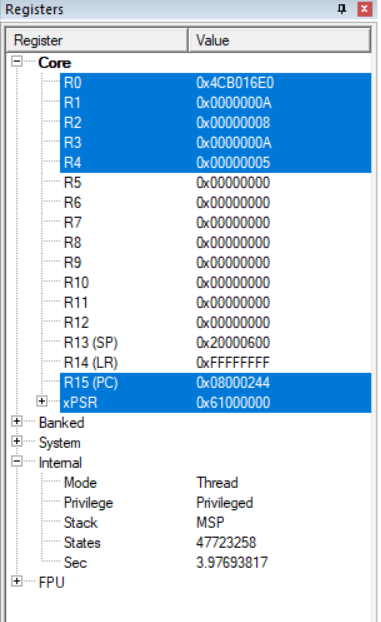 Registers
Register Value
Core
R0 0x4CB016E0
R1 0x0000000A
R2 0x00000008
R3 0x0000000A
R4 0x00000005
R5 0x00000000
R6 0x00000000
R7 0x00000000
R8 0x00000000
R9 0x00000000
R10 0x00000000
R11 0x00000000
R12 0x00000000
R13 (SP) 0x20000600
R14 (LR) 0xFFFFFFFF
R15 (PC) 0x08000244
xPSR 0x61000000
Banked
System
Internal
Mode Thread
Privilege Privileged
Stack MSP
States 47723258
Sec 3.97693817
FPU